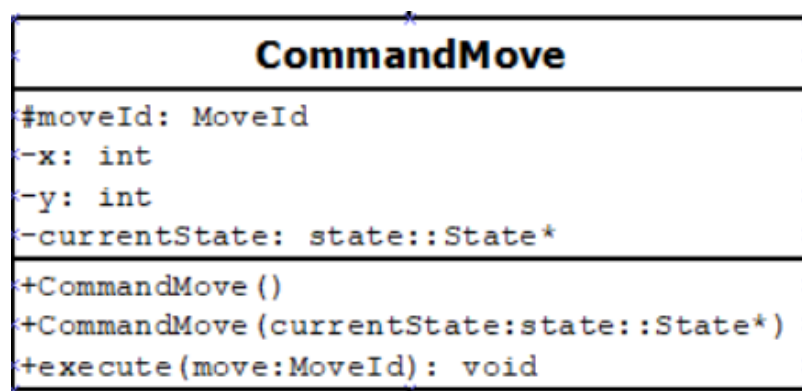 CommandMove
#moveId: MoveId
-x: int
-y: int
-currentState: state::State*
+CommandMove()
+CommandMove(currentState:state::State*)
+execute(move:MoveId): void